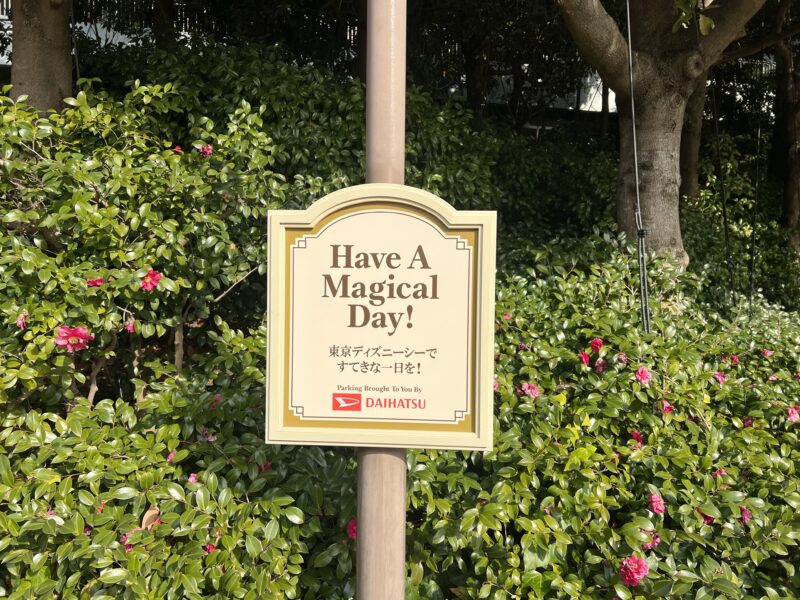 Have A
Magical
Day!
東京ディズニーシーで
すてきな一日を!
Parking Brought To You By
DAIHATSU